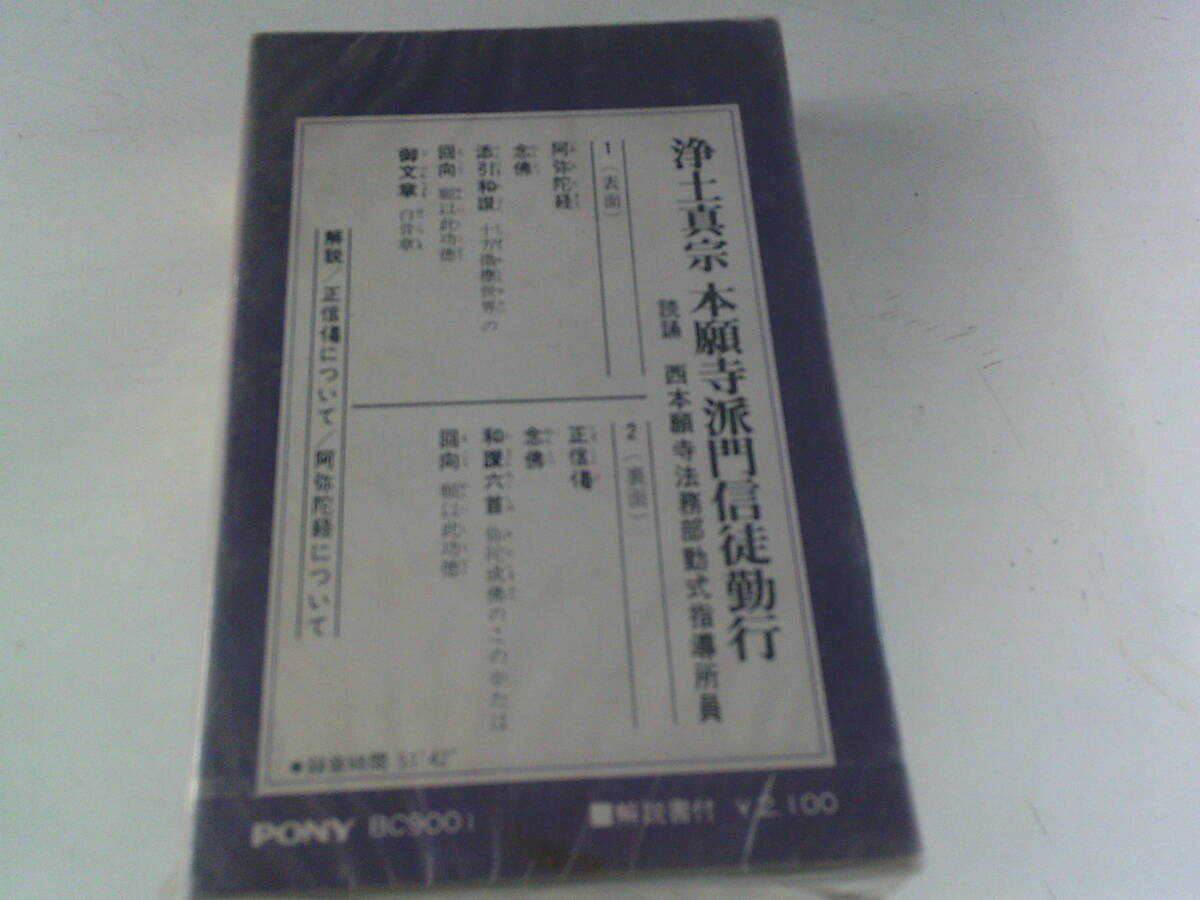 浄土真宗 本願寺派門信徒勤行
読誦 西本願寺法務部勤式指導所員
1(表面)
阿弥陀経
念佛
添引和讃 十方微塵世界の
回向 願以此功徳
御文章 白骨章
2(裏面)
正信偈
念佛
和讃六首 弥陀成佛のこのかたは
回向 願以此功徳
解説/正信偈について/阿弥陀経について
●録音時間 51'42"
PONY BC9001 ■解説書付 ¥2,100